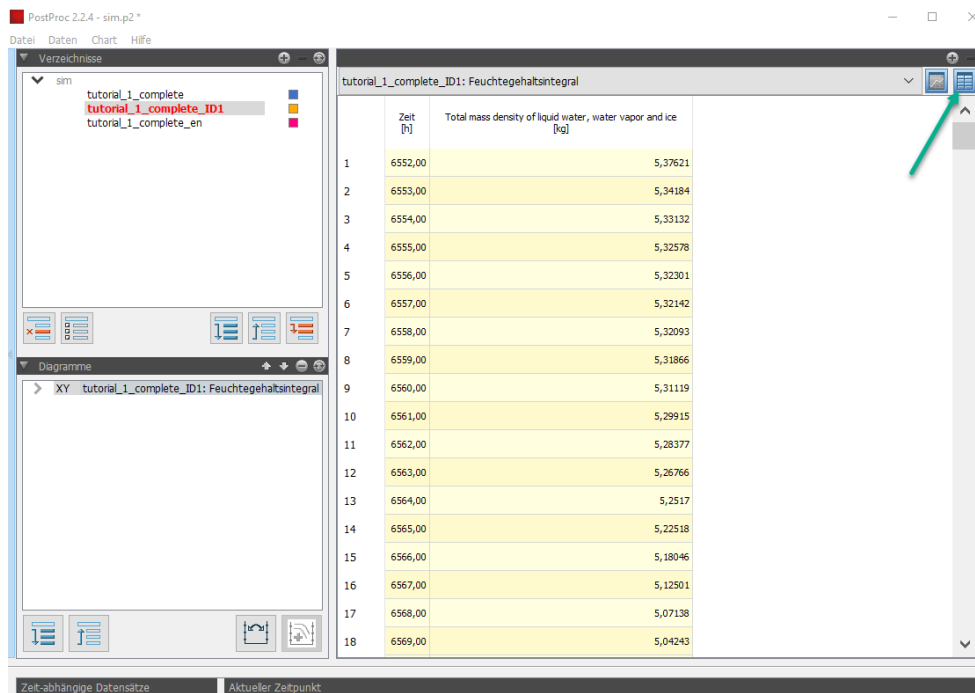 PostProc 2.2.4 - sim.p2 *
Datei Daten Chart Hilfe
Verzeichnisse
sim
tutorial_1_complete
tutorial_1_complete_ID1
tutorial_1_complete_en
Diagramme
XY tutorial_1_complete_ID1: Feuchtegehaltsintegral
tutorial_1_complete_ID1: Feuchtegehaltsintegral
Zeit Total mass density of liquid water, water vapor and ice
[h] [kg]
1 6552,00 5,37621
2 6553,00 5,34184
3 6554,00 5,33132
4 6555,00 5,32578
5 6556,00 5,32301
6 6557,00 5,32142
7 6558,00 5,32093
8 6559,00 5,31866
9 6560,00 5,31119
10 6561,00 5,29915
11 6562,00 5,28377
12 6563,00 5,26766
13 6564,00 5,2517
14 6565,00 5,22518
15 6566,00 5,18046
16 6567,00 5,12501
17 6568,00 5,07138
18 6569,00 5,04243
Zeit-abhängige Datensätze Aktueller Zeitpunkt